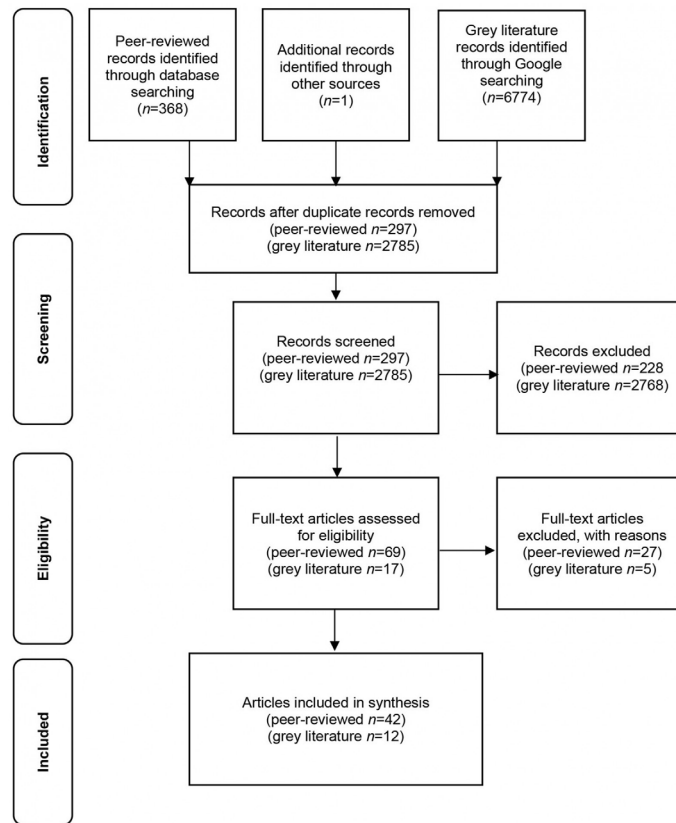 Identification
Peer-reviewed
records identified
through database
searching
(n=368)
Additional records
identified through
other sources
(n=1)
Grey literature
records identified
through Google
searching
(n=6774)
Records after duplicate records removed
(peer-reviewed n=297)
(grey literature n=2785)
Screening
Records screened
(peer-reviewed n=297)
(grey literature n=2785)
Records excluded
(peer-reviewed n=228
(grey literature n=2768)
Eligibility
Full-text articles assessed
for eligibility
(peer-reviewed n=69)
(grey literature n=17)
Full-text articles
excluded, with reasons
(peer-reviewed n=27)
(grey literature n=5)
Included
Articles included in synthesis
(peer-reviewed n=42)
(grey literature n=12)